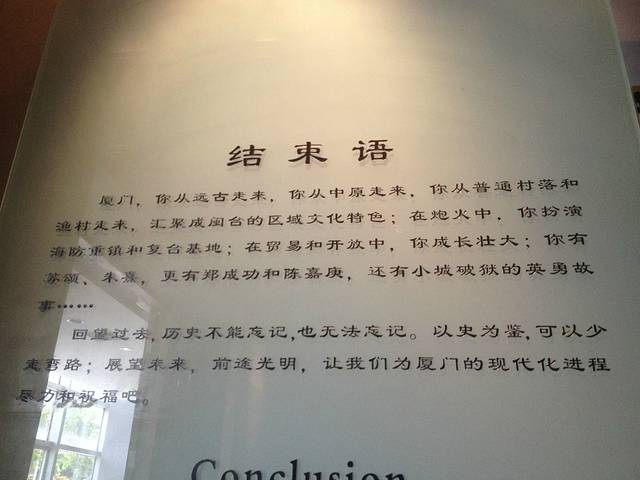 结束语
厦门，你从远古走来，你从中原走来，你从普通村落和
渔村走来，汇聚成闽台的区域文化特色；在炮火中，你扮演
海防重镇和复台基地；在贸易和开放中，你成长壮大；你有
苏颂、朱熹，更有郑成功和陈嘉庚，还有小城破狱的英勇故
事……
回望过去，历史不能忘记，也无法忘记。以史为鉴，可以少
走弯路；展望未来，前途光明，让我们为厦门的现代化进程
尽力和祝福吧。
Conclusion